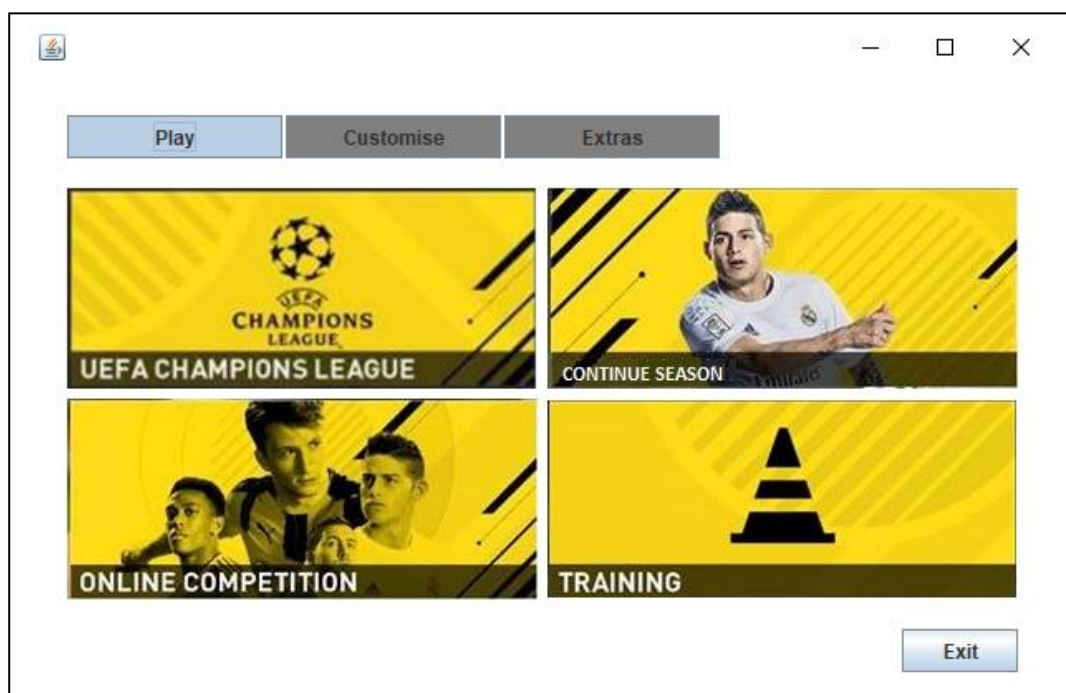 Play Customise Extras
UEFA
CHAMPIONS
LEAGUE
UEFA CHAMPIONS LEAGUE
CONTINUE SEASON
ONLINE COMPETITION
TRAINING
Exit